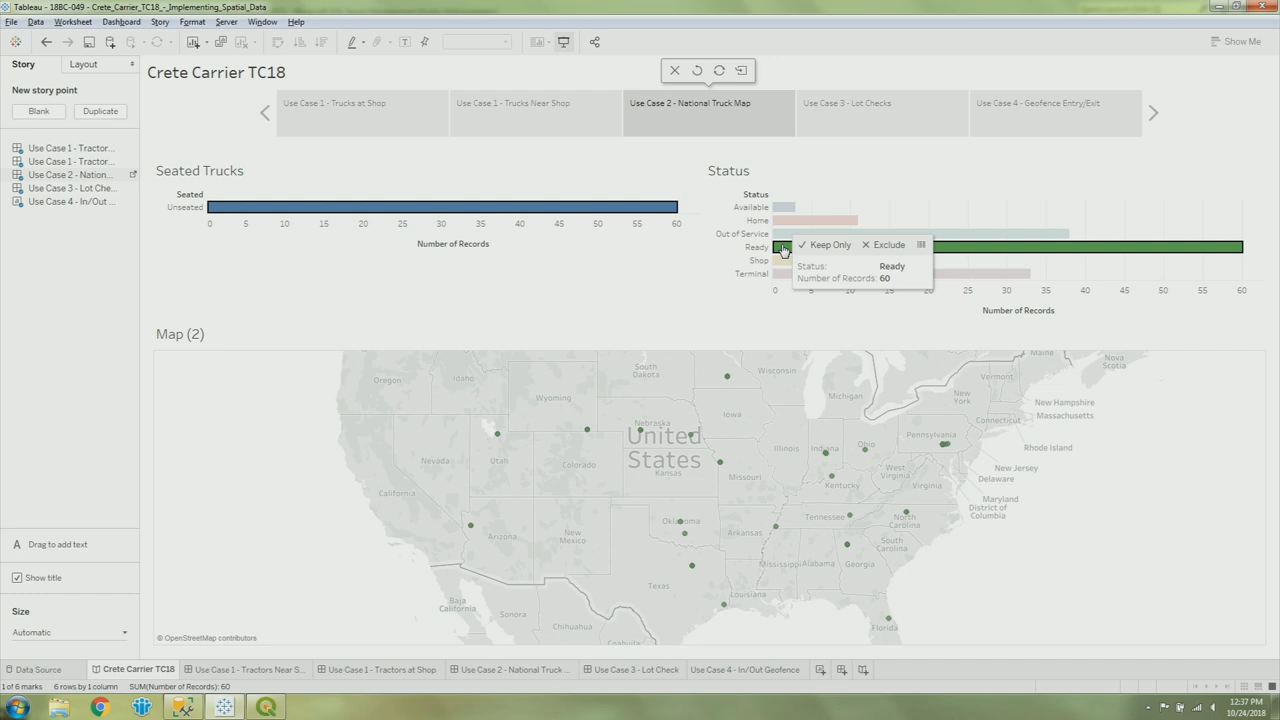 Tableau - 18BC-049 - Crete_Carrier_TC18_-_Implementing_Spatial_Data
File Data Worksheet Dashboard Story Format Server Window Help
Show Me
Story Layout
New story point
Blank Duplicate
Use Case 1 - Tractor...
Use Case 1 - Tractor...
Use Case 2 - Nation...
Use Case 3 - Lot Che...
Use Case 4 - In/Out ...
Drag to add text
Show title
Size
Automatic
Crete Carrier TC18
Use Case 1 - Trucks at Shop
Use Case 1 - Trucks Near Shop
Use Case 2 - National Truck Map
Use Case 3 - Lot Checks
Use Case 4 - Geofence Entry/Exit
Seated Trucks
Seated
Unseated
0 5 10 15 20 25 30 35 40 45 50 55 60
Number of Records
Status
Status
Available
Home
Out of Service
Ready
Shop
Terminal
Keep Only Exclude
Status: Ready
Number of Records: 60
0 5 10 20 25 30 35 40 45 50 55 60
Number of Records
Map (2)
Maine
Nova Scotia
Oregon
Idaho
South Dakota
Wisconsin
Michigan
Vermont
New York
Wyoming
Iowa
New Hampshire
Massachusetts
Connecticut
Nebraska
Pennsylvania
United States
Nevada
Utah
Colorado
Kansas
Missouri
Illinois
Indiana
Ohio
Rhode Island
New Jersey
Delaware
Maryland
District of Columbia
West Virginia
Virginia
Kentucky
California
Arizona
New Mexico
Oklahoma
Arkansas
Tennessee
North Carolina
South Carolina
Mississippi
Alabama
Georgia
Texas
Louisiana
Florida
Baja California
Sonora
Chihuahua
Coahuila
© OpenStreetMap contributors
Data Source Crete Carrier TC18 Use Case 1 - Tractors Near S... Use Case 1 - Tractors at Shop Use Case 2 - National Truck ... Use Case 3 - Lot Check Use Case 4 - In/Out Geofence
1 of 6 marks 6 rows by 1 column SUM(Number of Records): 60
12:37 PM
10/24/2018